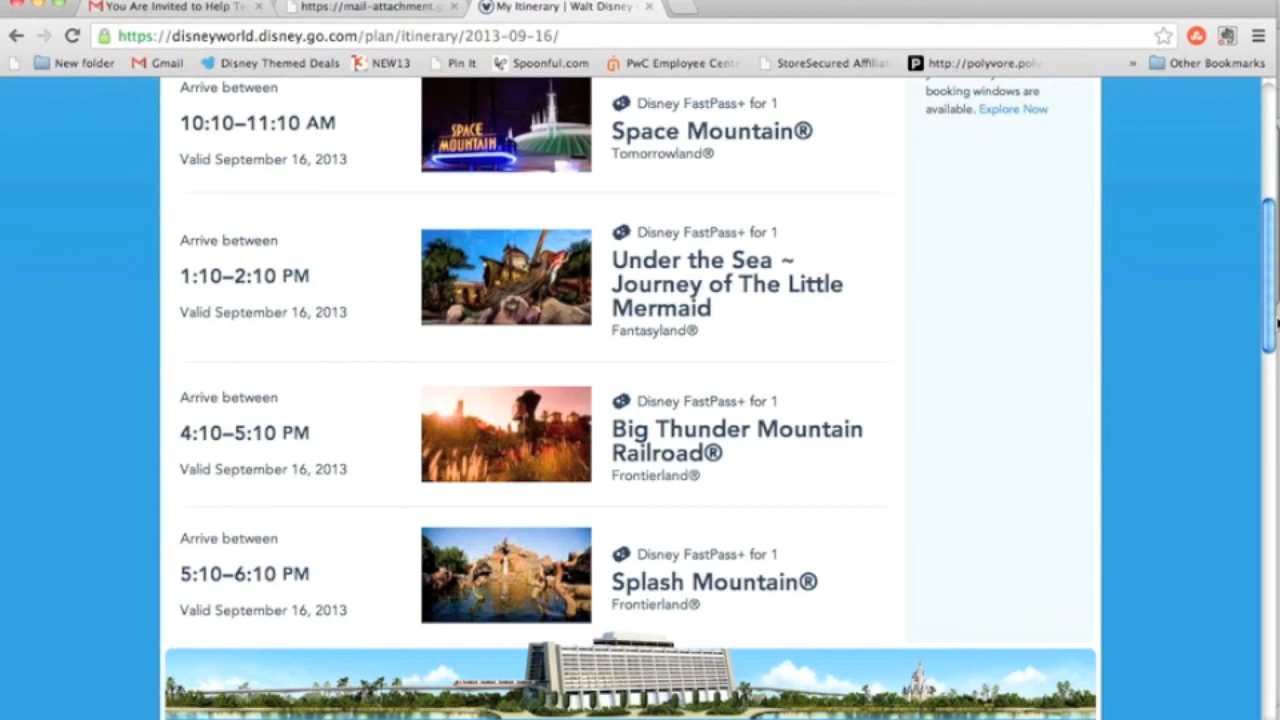 You Are Invited to Help Te
https://mail-attachment.g
My Itinerary | Walt Disney
https://disneyworld.disney.go.com/plan/itinerary/2013-09-16/
New folder
Gmail
Disney Themed Deals
NEW13
Pin It
Spoonful.com
PwC Employee Cent
StoreSecured Affilia
http://polyvore.poly
»
Other Bookmarks
booking windows are
available. Explore Now
Arrive between
10:10–11:10 AM
Valid September 16, 2013
SPACE
MOUNTAIN
Disney FastPass+ for 1
Space Mountain®
Tomorrowland®
Arrive between
1:10–2:10 PM
Valid September 16, 2013
Disney FastPass+ for 1
Under the Sea ~
Journey of The Little
Mermaid
Fantasyland®
Arrive between
4:10–5:10 PM
Valid September 16, 2013
Disney FastPass+ for 1
Big Thunder Mountain
Railroad®
Frontierland®
Arrive between
5:10–6:10 PM
Valid September 16, 2013
Disney FastPass+ for 1
Splash Mountain®
Frontierland®